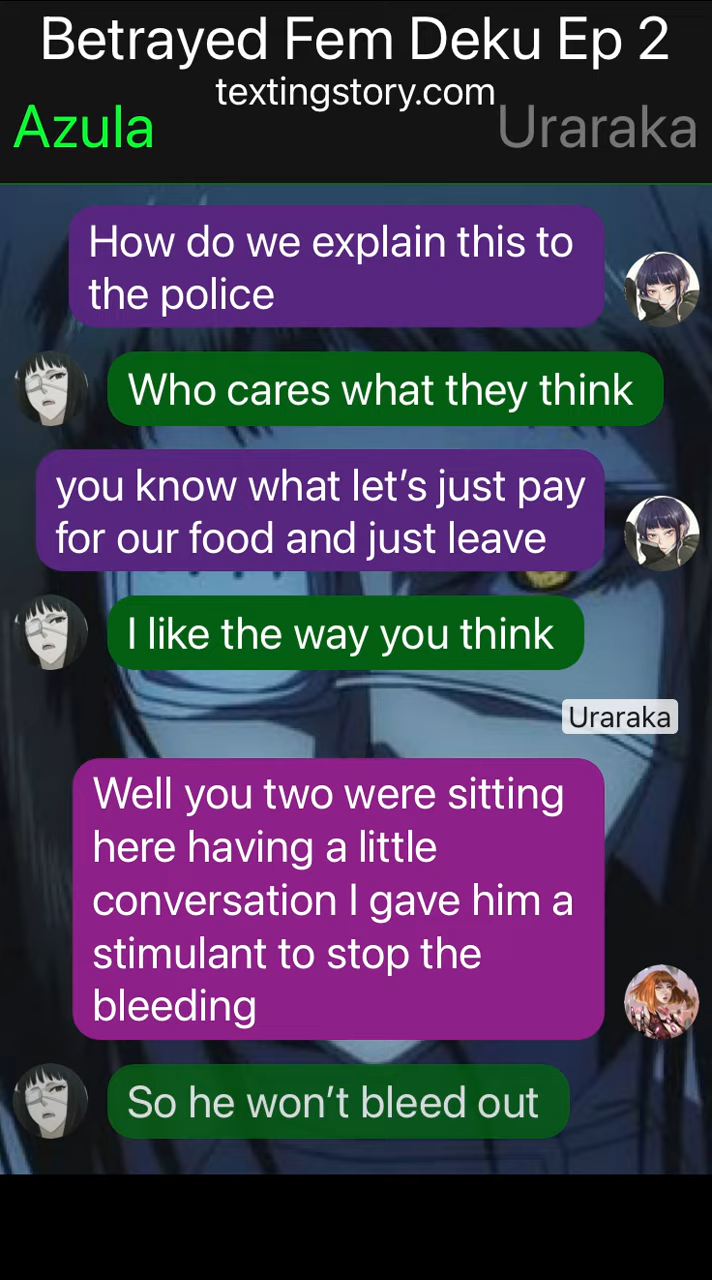 Betrayed Fem Deku Ep 2
textingstory.com
Azula
Uraraka
How do we explain this to
the police
Who cares what they think
you know what let’s just pay
for our food and just leave
I like the way you think
Uraraka
Well you two were sitting
here having a little
conversation I gave him a
stimulant to stop the
bleeding
So he won’t bleed out